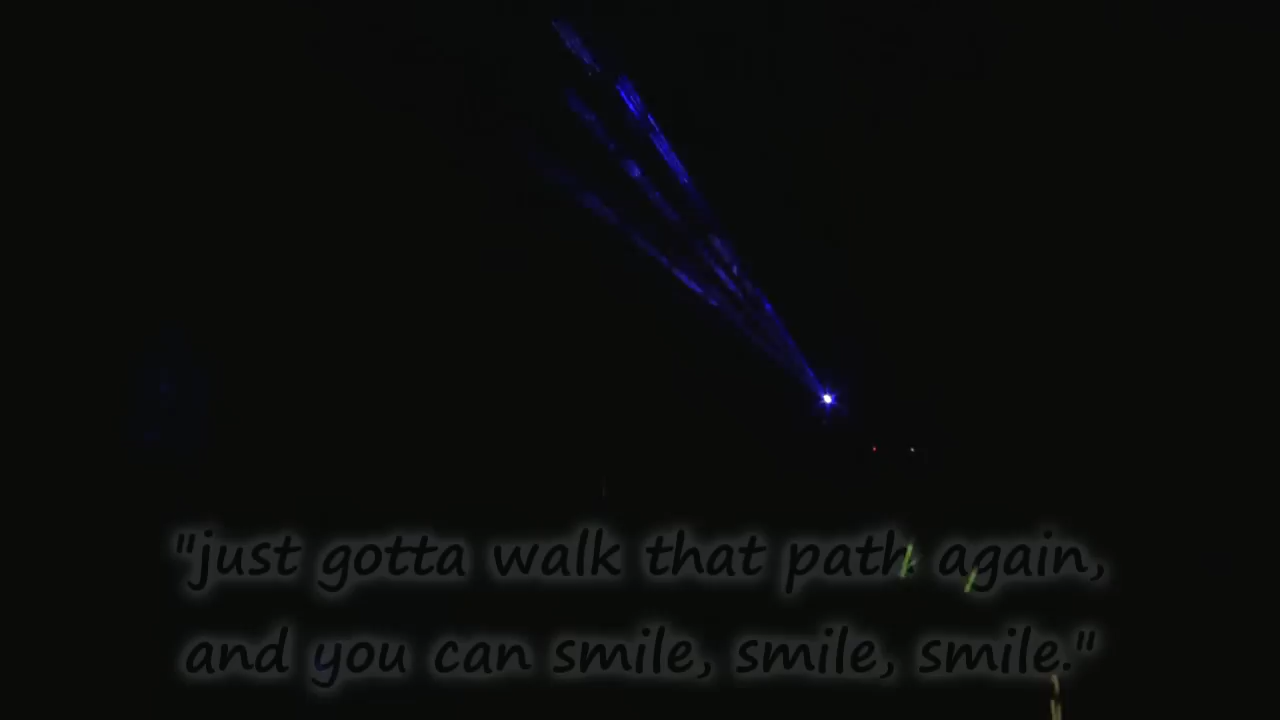 "just gotta walk that path again,
and you can smile, smile, smile."